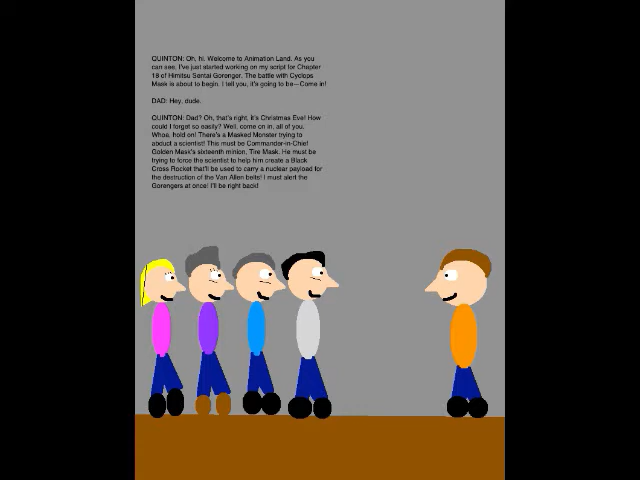 QUINTON: Oh, hi. Welcome to Animation Land. As you
can see, I've just started working on my script for Chapter
18 of Himitsu Sentai Gorenger. The battle with Cyclops
Mask is about to begin. I tell you, it's going to be--Come in!
DAD: Hey, dude.
QUINTON: Dad? Oh, that's right, it's Christmas Eve! How
could I forget so easily? Well, come on in, all of you.
Whoa, hold on! There's a Masked Monster trying to
abduct a scientist! This must be Commander-in-Chief
Golden Mask's sixteenth minion, Tire Mask. He must be
trying to force the scientist to help him create a Black
Cross Rocket that'll be used to carry a nuclear payload for
the destruction of the Van Allen belts! I must alert the
Gorengers at once! I'll be right back!